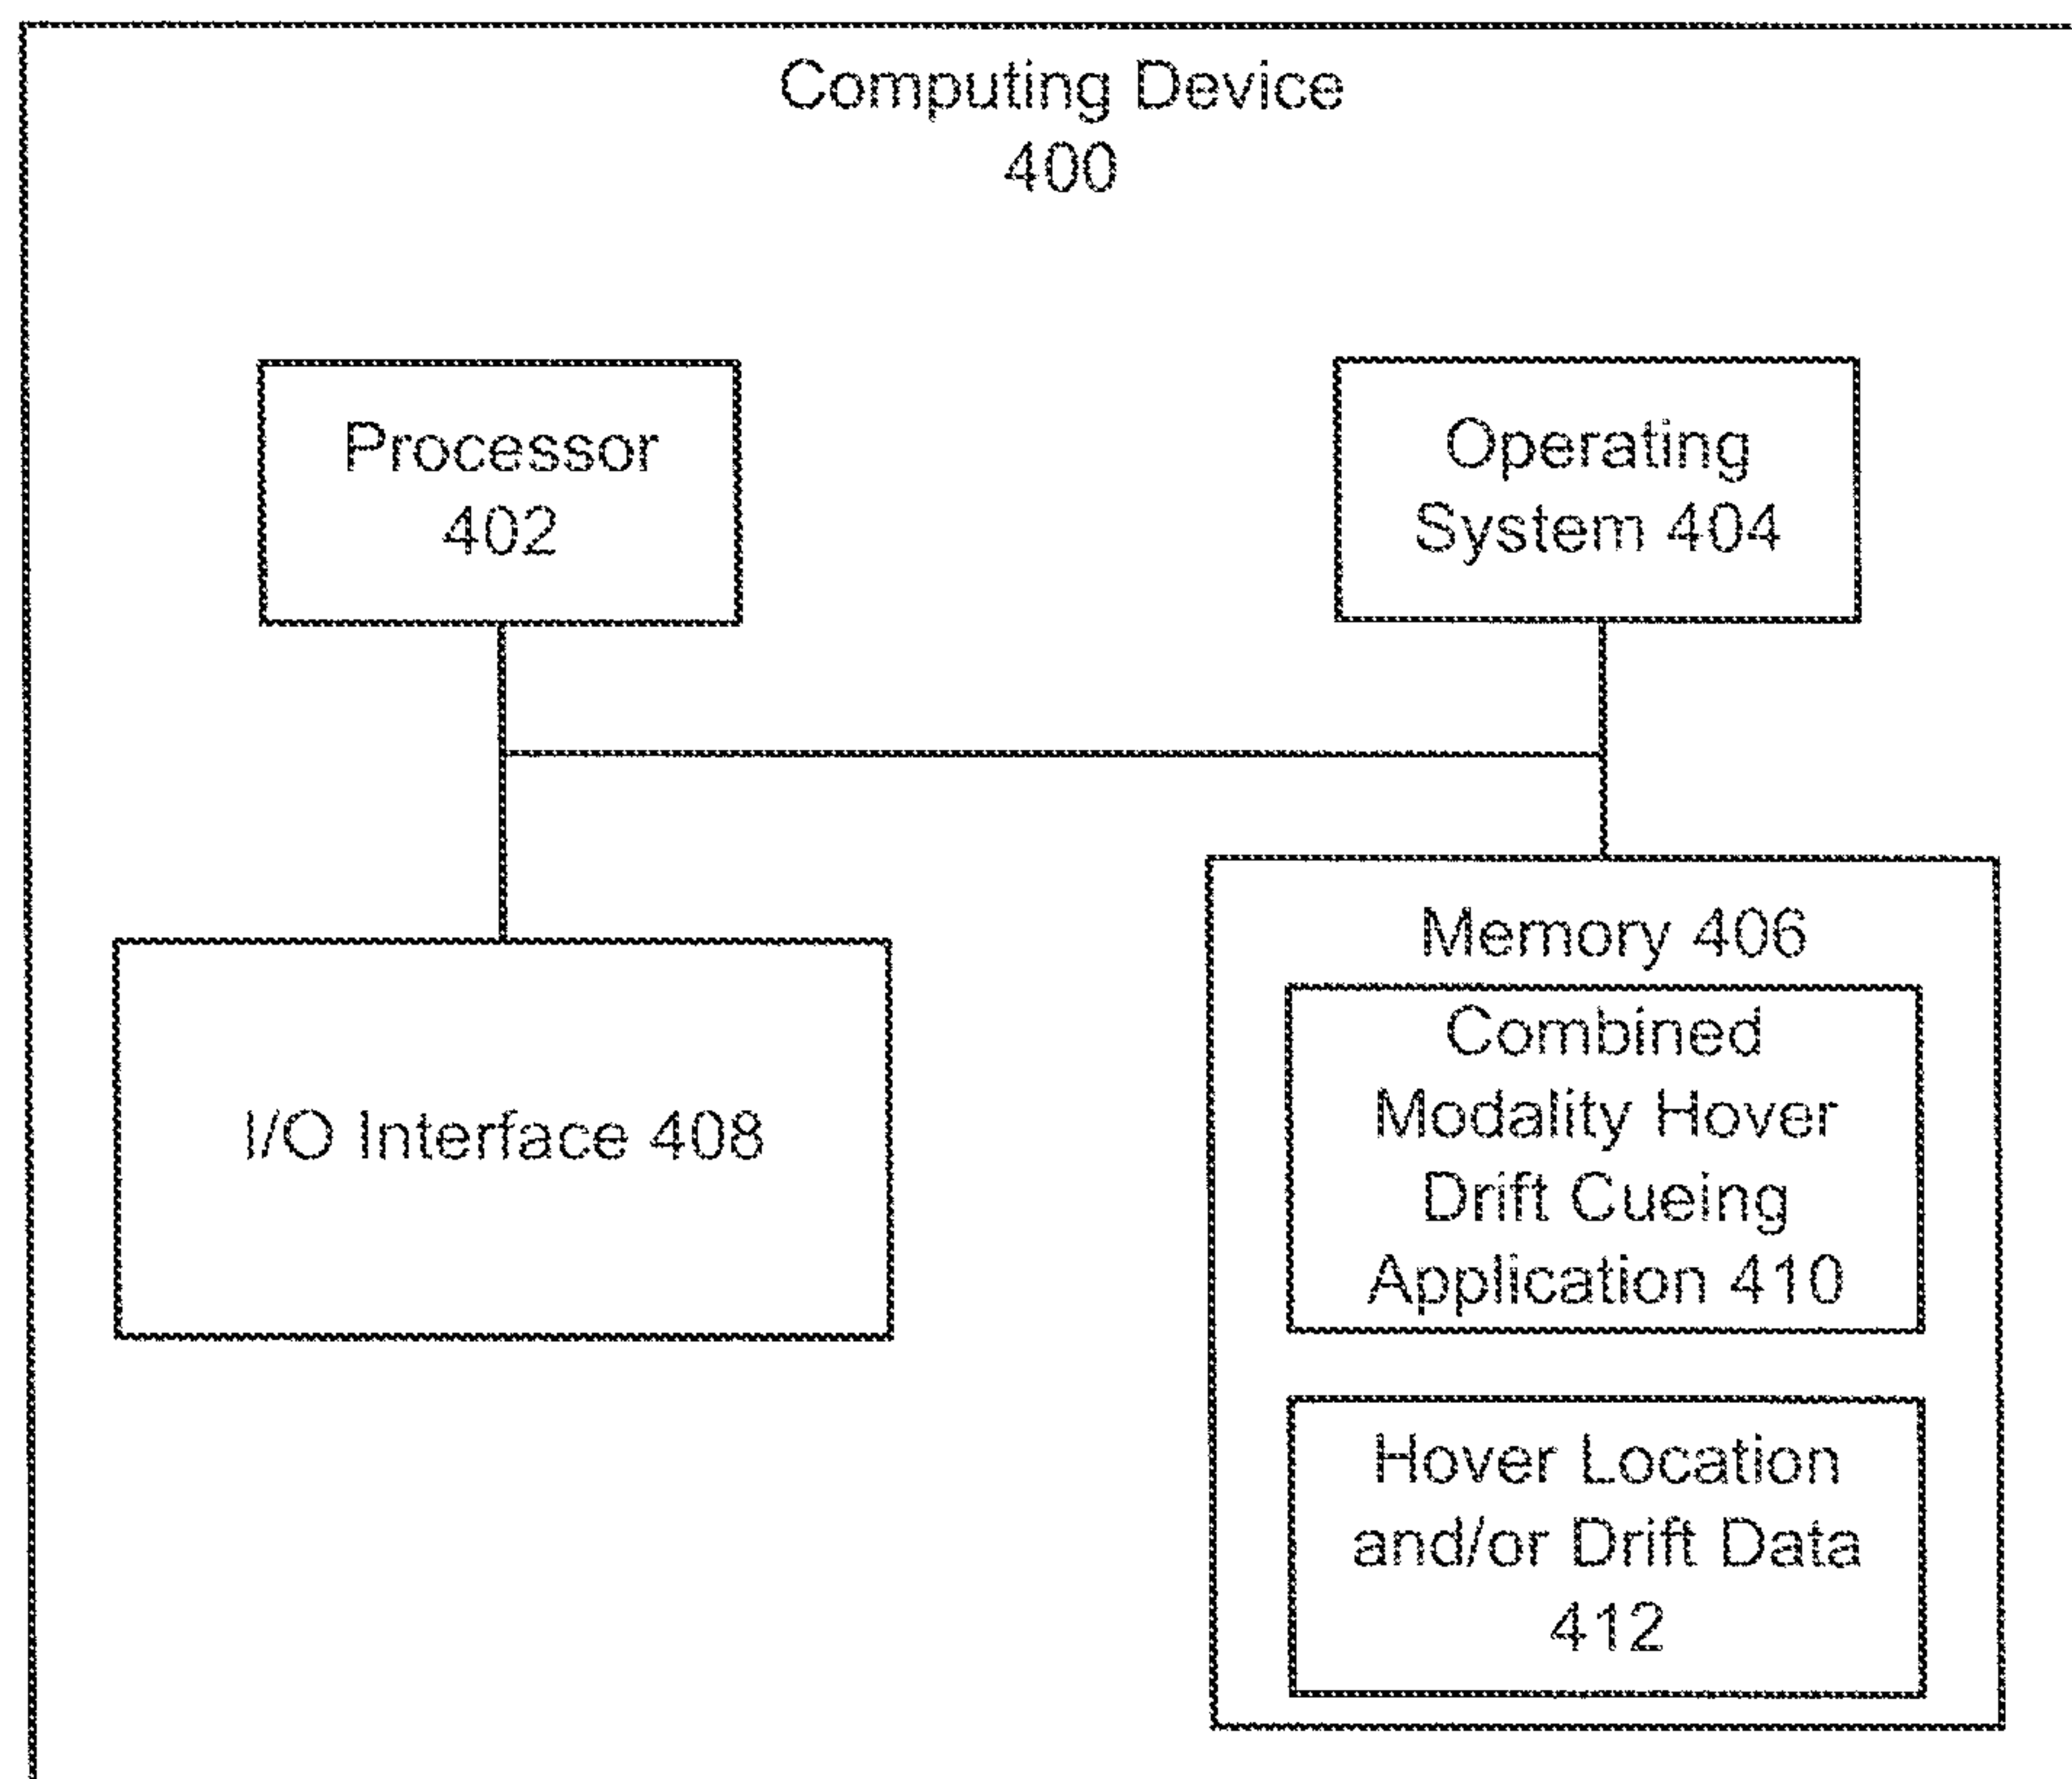 Computing Device
400
Processor
402
Operating
System 404
I/O Interface 408
Memory 406
Combined
Modality Hover
Drift Cueing
Application 410
Hover Location
and/or Drift Data
412